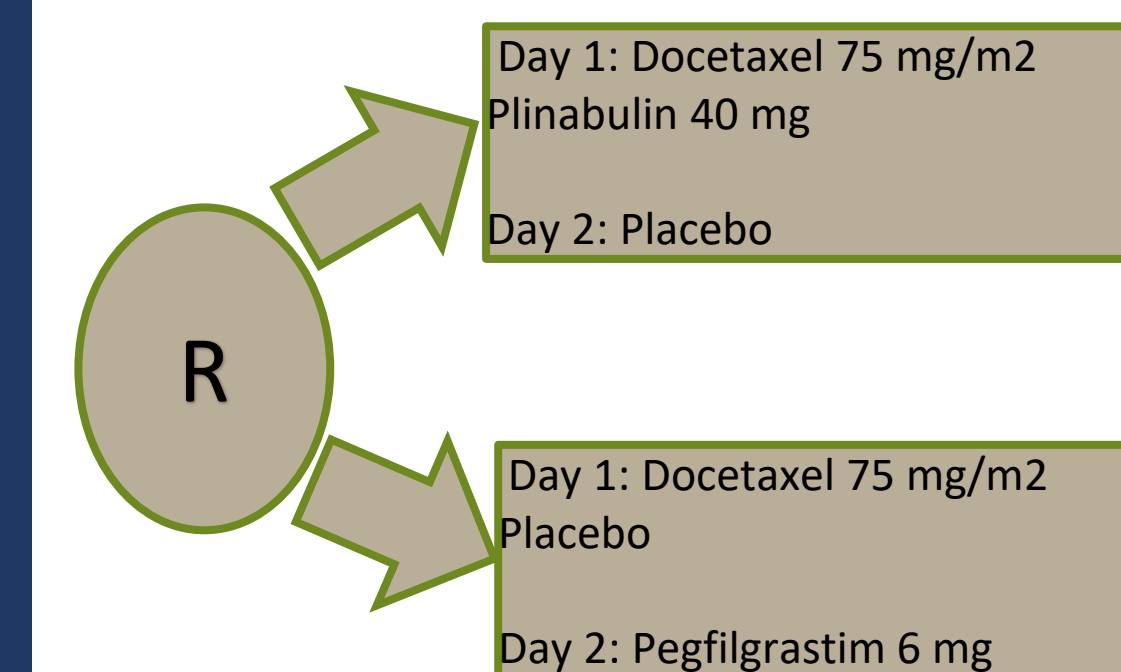 Day 1: Docetaxel 75 mg/m2
Plinabulin 40 mg
Day 2: Placebo
R
Day 1: Docetaxel 75 mg/m2
Placebo
Day 2: Pegfilgrastim 6 mg